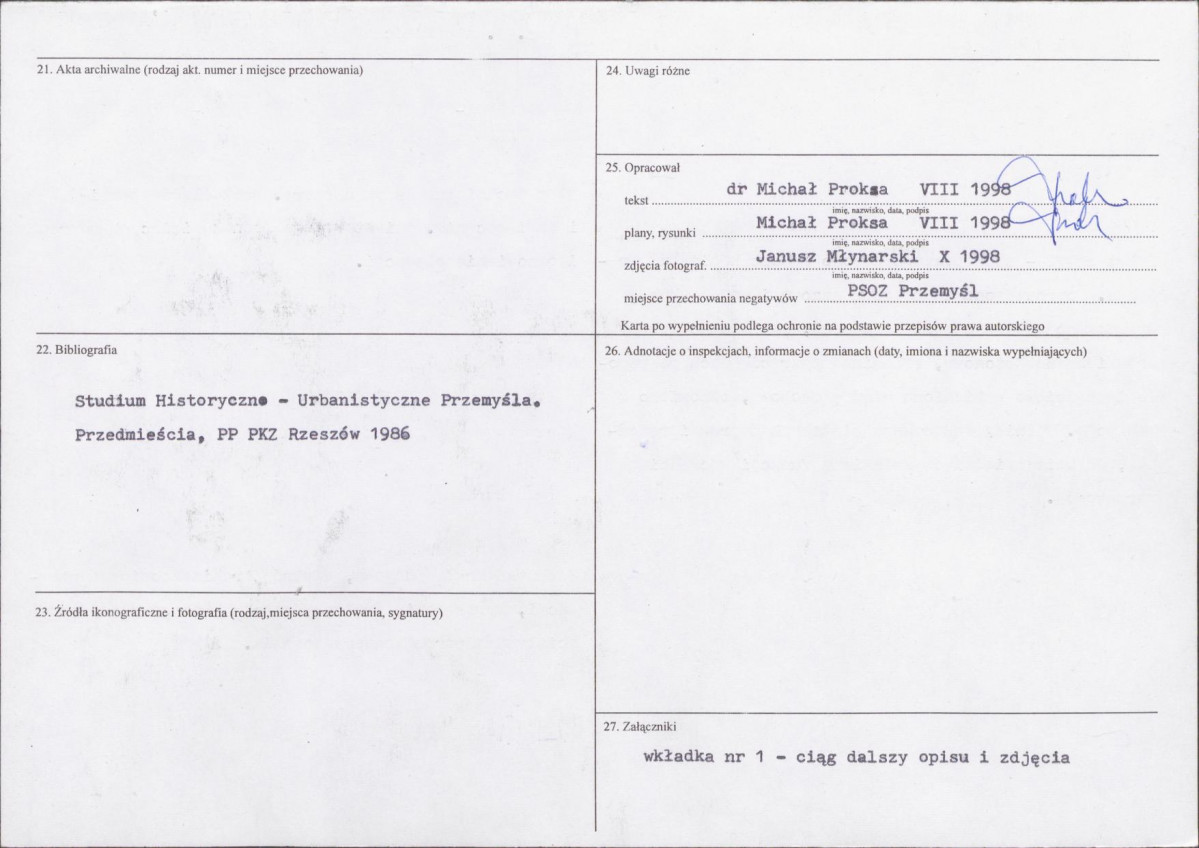 21. Akta archiwalne (rodzaj akt. numer i miejsce przechowania)
22. Bibliografia
Studium Historyczno - Urbanistyczne Przemyśla.
Przedmieścia, PP PKZ Rzeszów 1986
23. Źródła ikonograficzne i fotografia (rodzaj,miejsca przechowania, sygnatury)
24. Uwagi różne
25. Opracował
tekst dr Michał Proksa VIII 1998
imię, nazwisko, data, podpis
plany, rysunki Michał Proksa VIII 1998
imię, nazwisko, data, podpis
zdjęcia fotograf. Janusz Młynarski X 1998
imię, nazwisko, data, podpis
miejsce przechowania negatywów PSOZ Przemyśl
Karta po wypełnieniu podlega ochronie na podstawie przepisów prawa autorskiego
26. Adnotacje o inspekcjach, informacje o zmianach (daty, imiona i nazwiska wypełniających)
27. Załączniki
wkładka nr 1 - ciąg dalszy opisu i zdjęcia